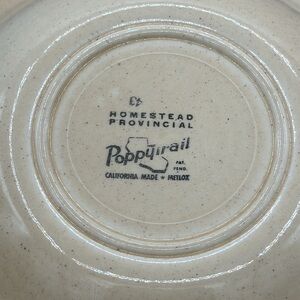 HOMESTEAD
PROVINCIAL
Poppytrail
PAT.
PEND.
CALIFORNIA MADE • METLOX